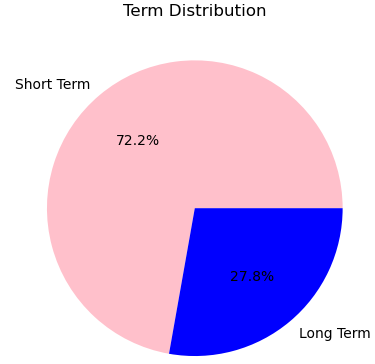 Term Distribution
Short Term
72.2%
27.8%
Long Term